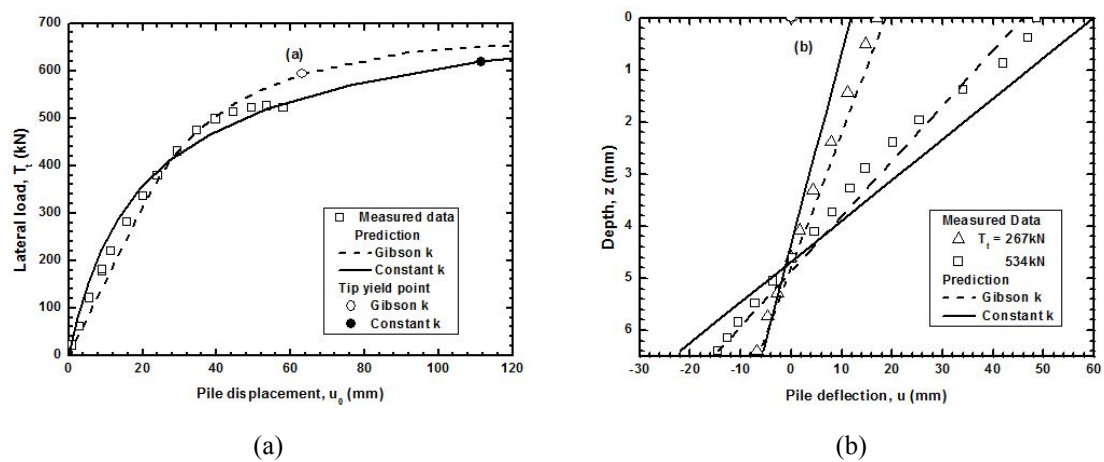 700
600
500
400
300
200
100
0
Lateral load, Tt (kN)
(a)
Measured data
Prediction
Gibson k
Constant k
Tip yield point
Gibson k
Constant k
0 20 40 60 80 100 120
Pile displacement, u0 (mm)
(a)
0
1
2
3
4
5
6
Depth, z (mm)
(b)
Measured Data
Tt = 267kN
534kN
Prediction
Gibson k
Constant k
-30 -20 -10 0 10 20 30 40 50 60
Pile deflection, u (mm)
(b)